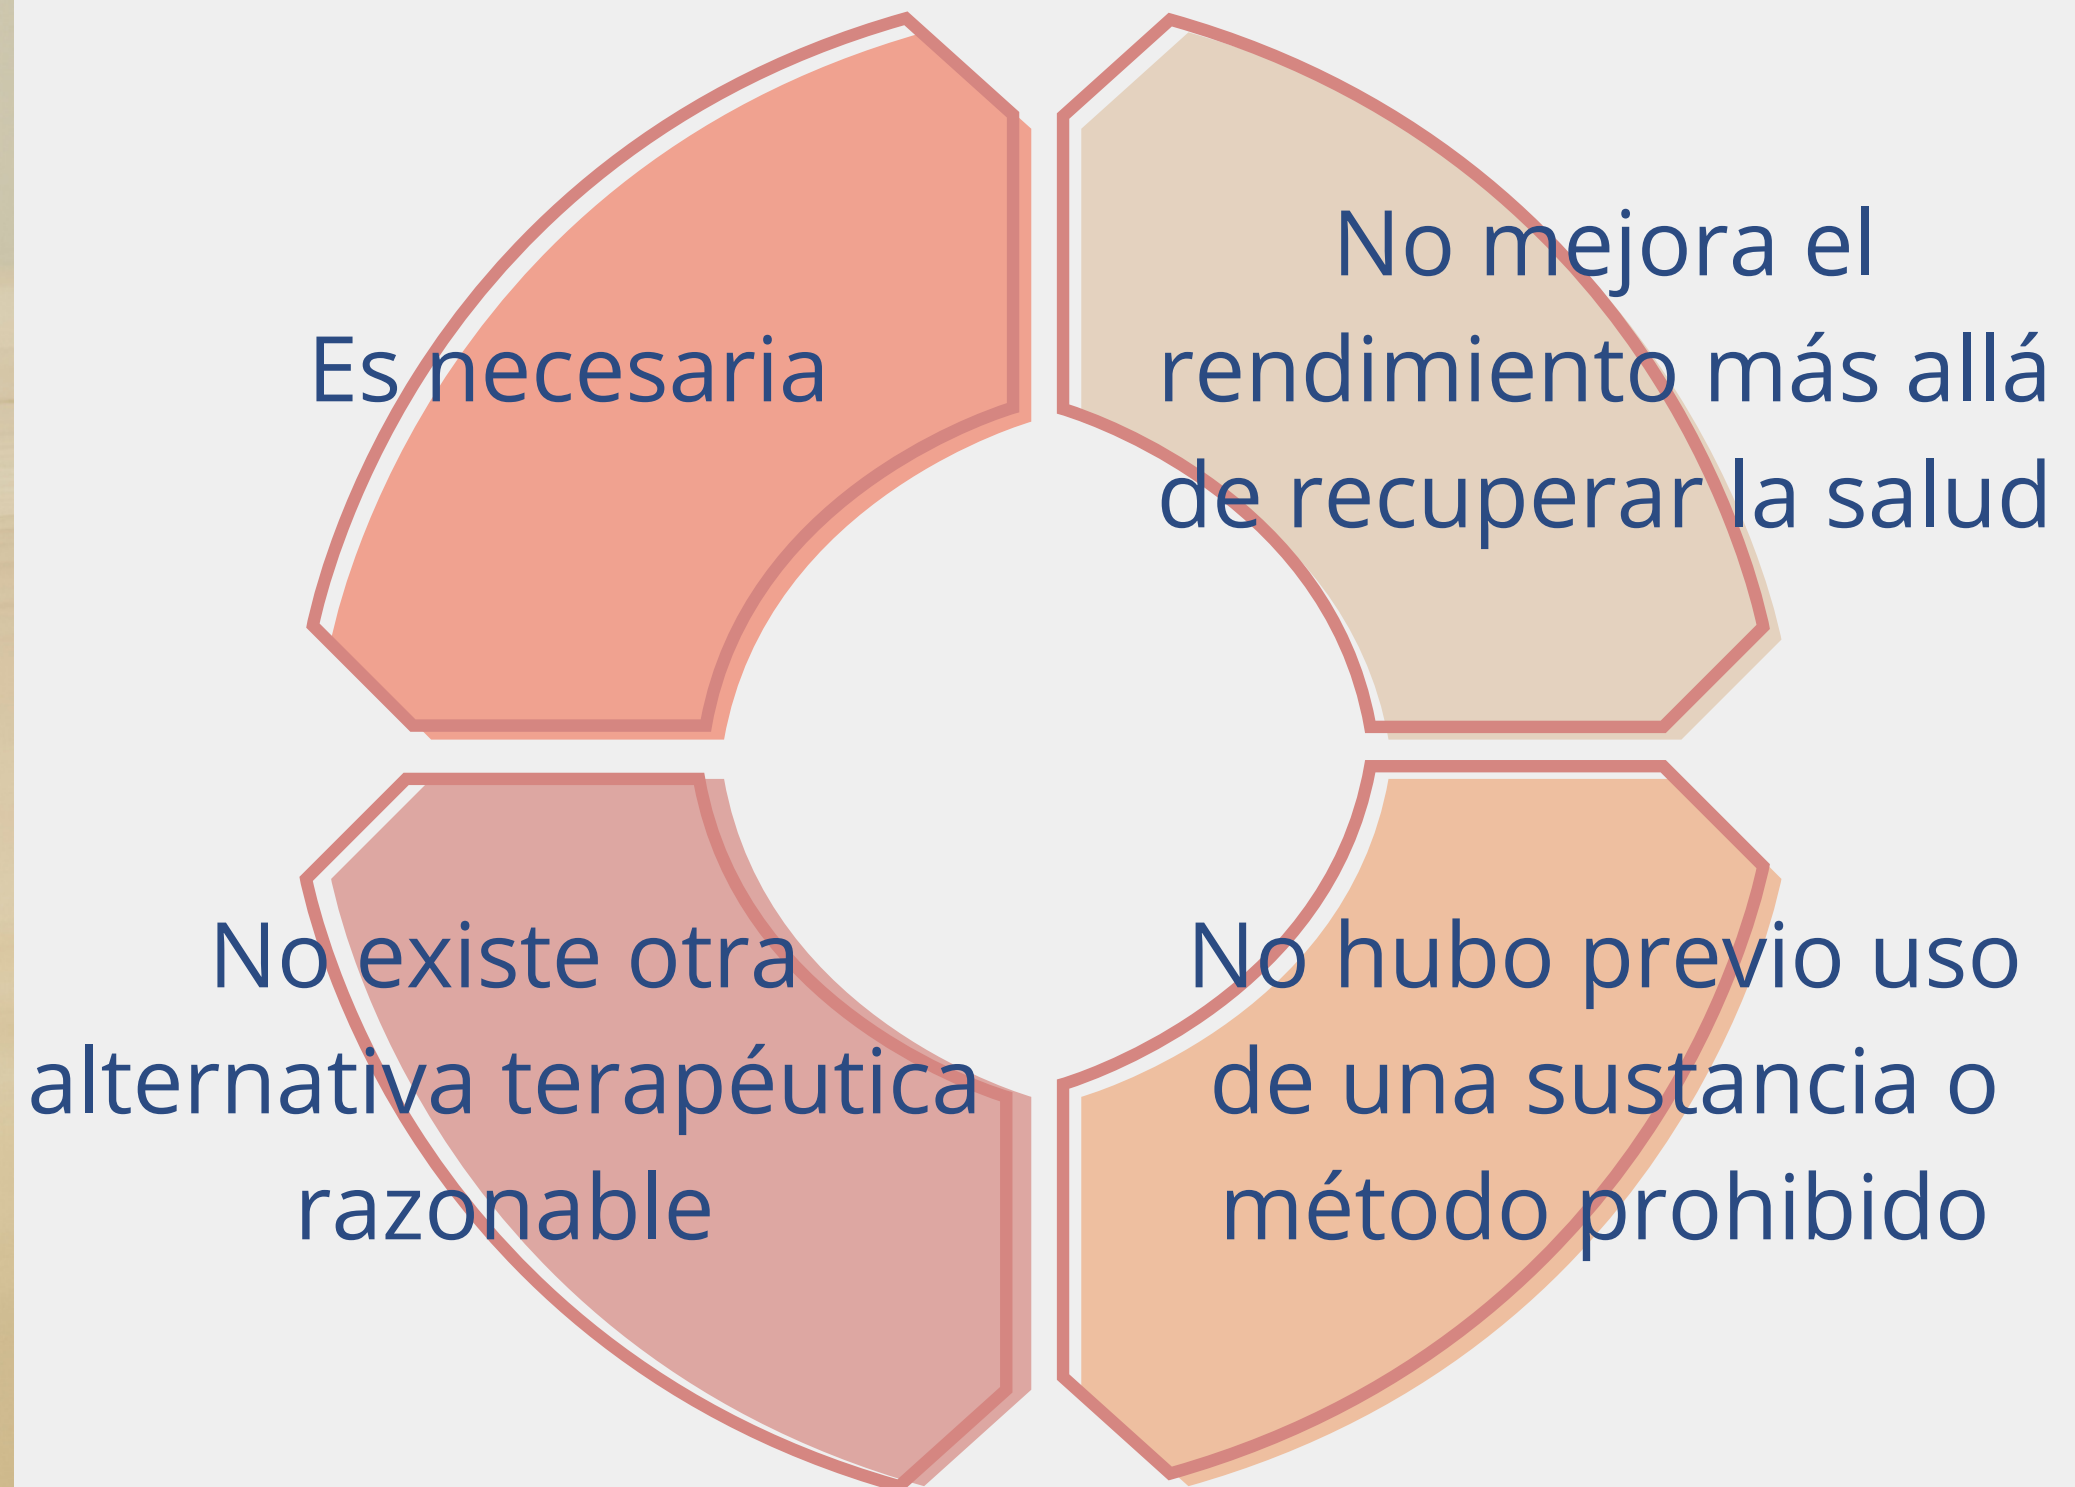 Es necesaria
No mejora el
rendimiento más allá
de recuperar la salud
No existe otra
alternativa terapéutica
razonable
No hubo previo uso
de una sustancia o
método prohibido